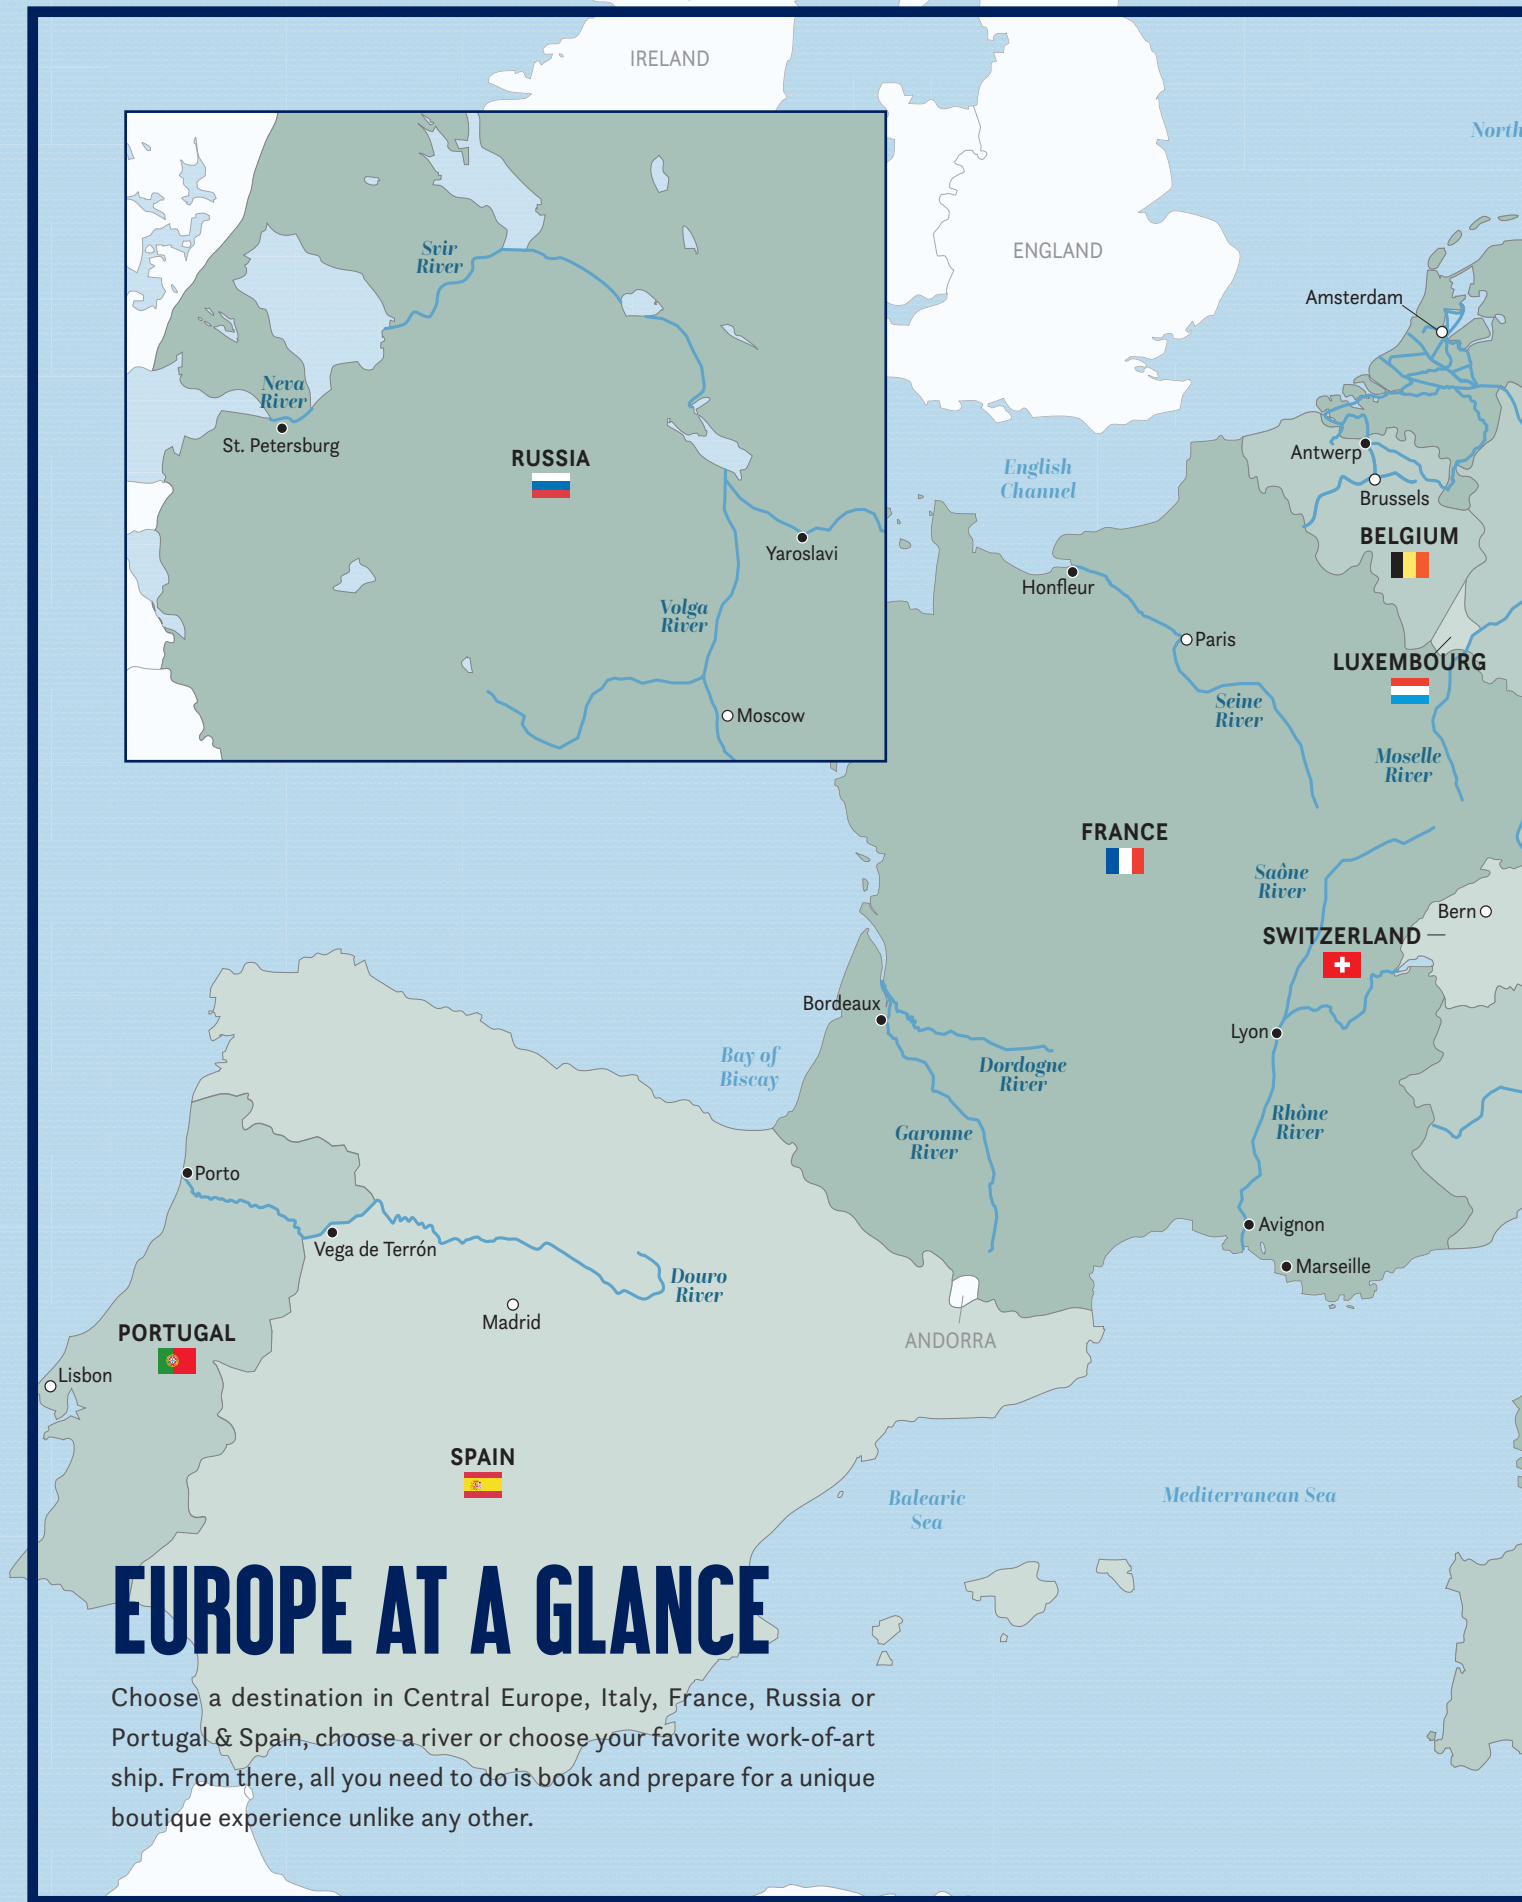 IRELAND
North
ENGLAND
Svir
River
Amsterdam
Neva
River
St. Petersburg
RUSSIA
English
Channel
Antwerp
Brussels
BELGIUM
Yaroslavi
Honfleur
Volga
River
Paris
LUXEMBOURG
Seine
River
Moscow
Moselle
River
FRANCE
Saône
River
Bern
SWITZERLAND
Bordeaux
Lyon
Bay of
Biscay
Dordogne
River
Garonne
River
Rhône
River
Porto
Avignon
Vega de Terrón
Marseille
Douro
River
Madrid
PORTUGAL
ANDORRA
Lisbon
SPAIN
Balearic
Sea
Mediterranean Sea
EUROPE AT A GLANCE
Choose a destination in Central Europe, Italy, France, Russia or
Portugal & Spain, choose a river or choose your favorite work-of-art
ship. From there, all you need to do is book and prepare for a unique
boutique experience unlike any other.